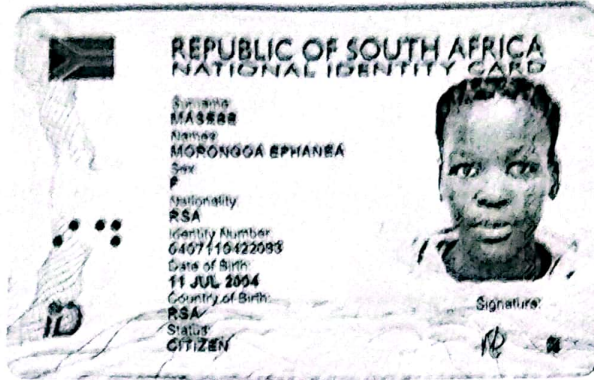 REPUBLIC OF SOUTH AFRICA
NATIONAL IDENTITY CARD
Surname:
MASEBE
Names:
MORONGOA EPHANEA
Sex:
F
Nationality:
RSA
Identity Number:
Date of Birth:
11 JUL 2004
Country of Birth:
RSA
Status:
CITIZEN
Signature:
iD